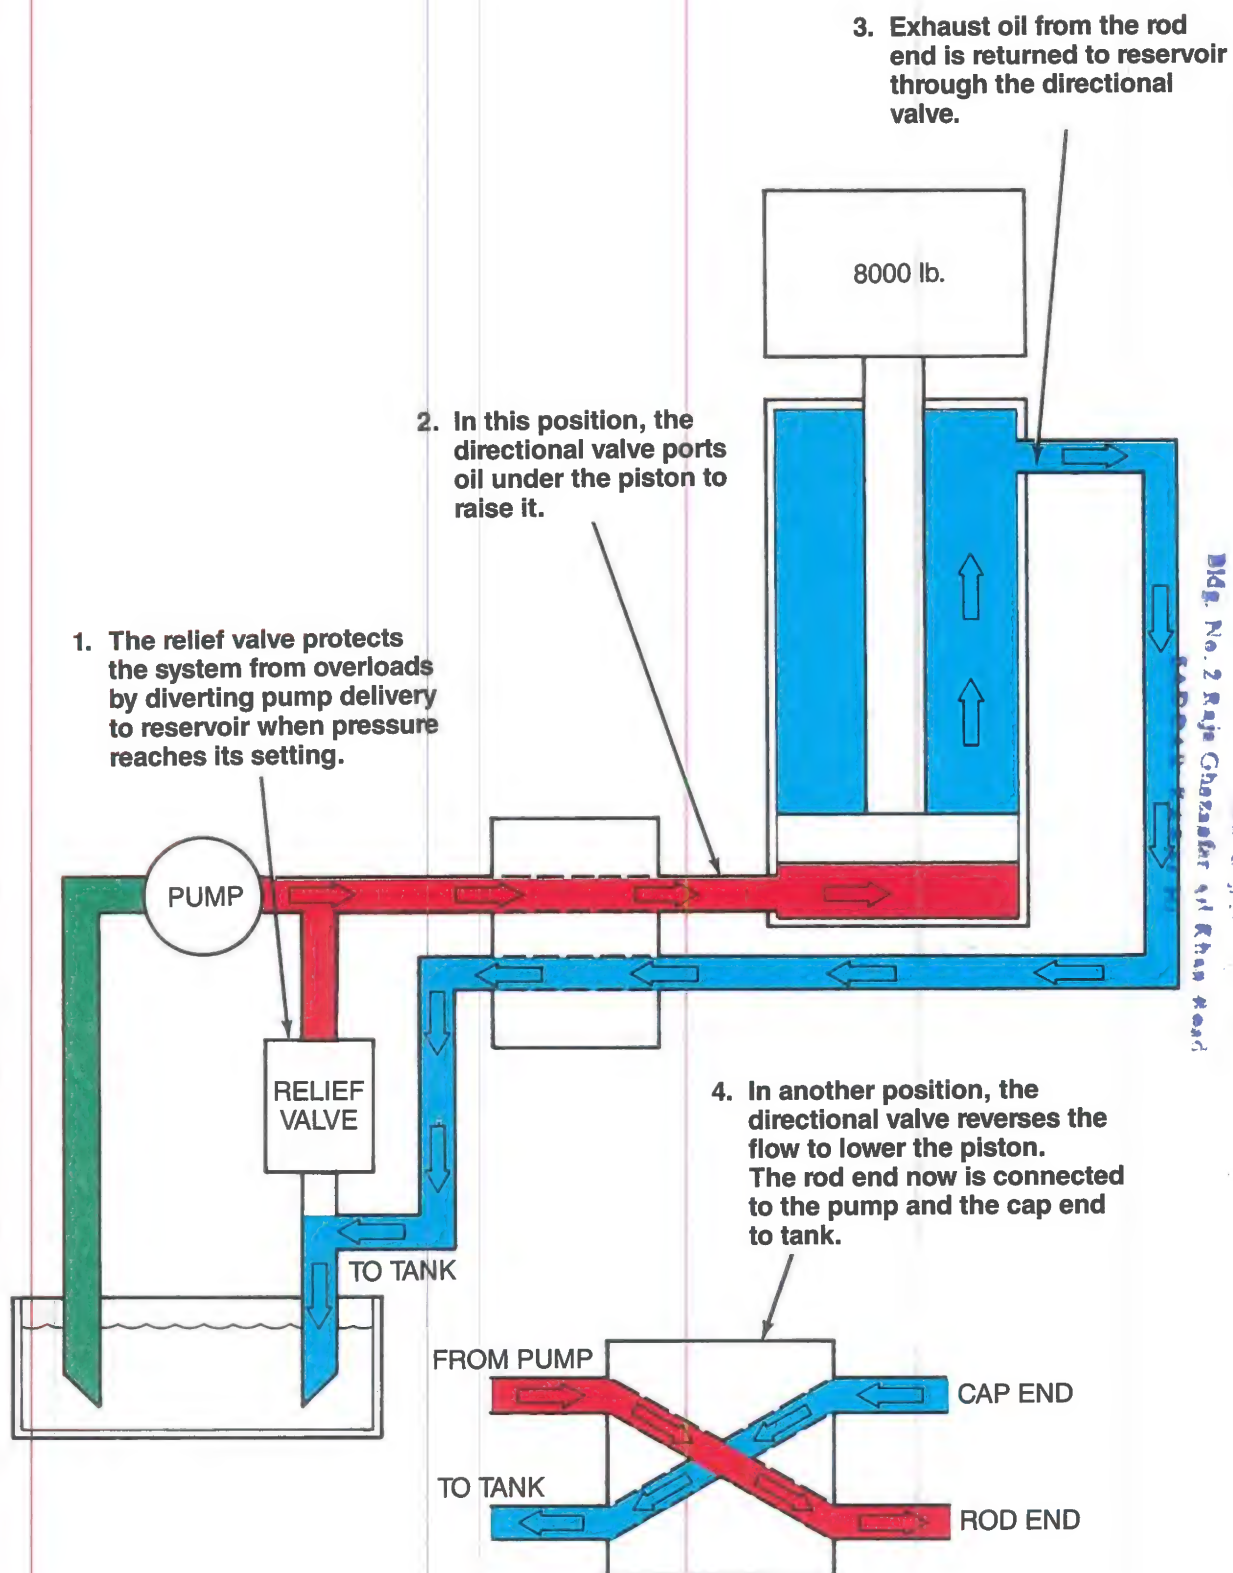 3. Exhaust oil from the rod
end is returned to reservoir
through the directional
valve.
8000 lb.
2. In this position, the
directional valve ports
oil under the piston to
raise it.
1. The relief valve protects
the system from overloads
by diverting pump delivery
to reservoir when pressure
reaches its setting.
PUMP
RELIEF
VALVE
TO TANK
4. In another position, the
directional valve reverses the
flow to lower the piston.
The rod end now is connected
to the pump and the cap end
to tank.
FROM PUMP
CAP END
TO TANK
ROD END
Bldg. No. 2 Raja Ghazanfar Khan Road